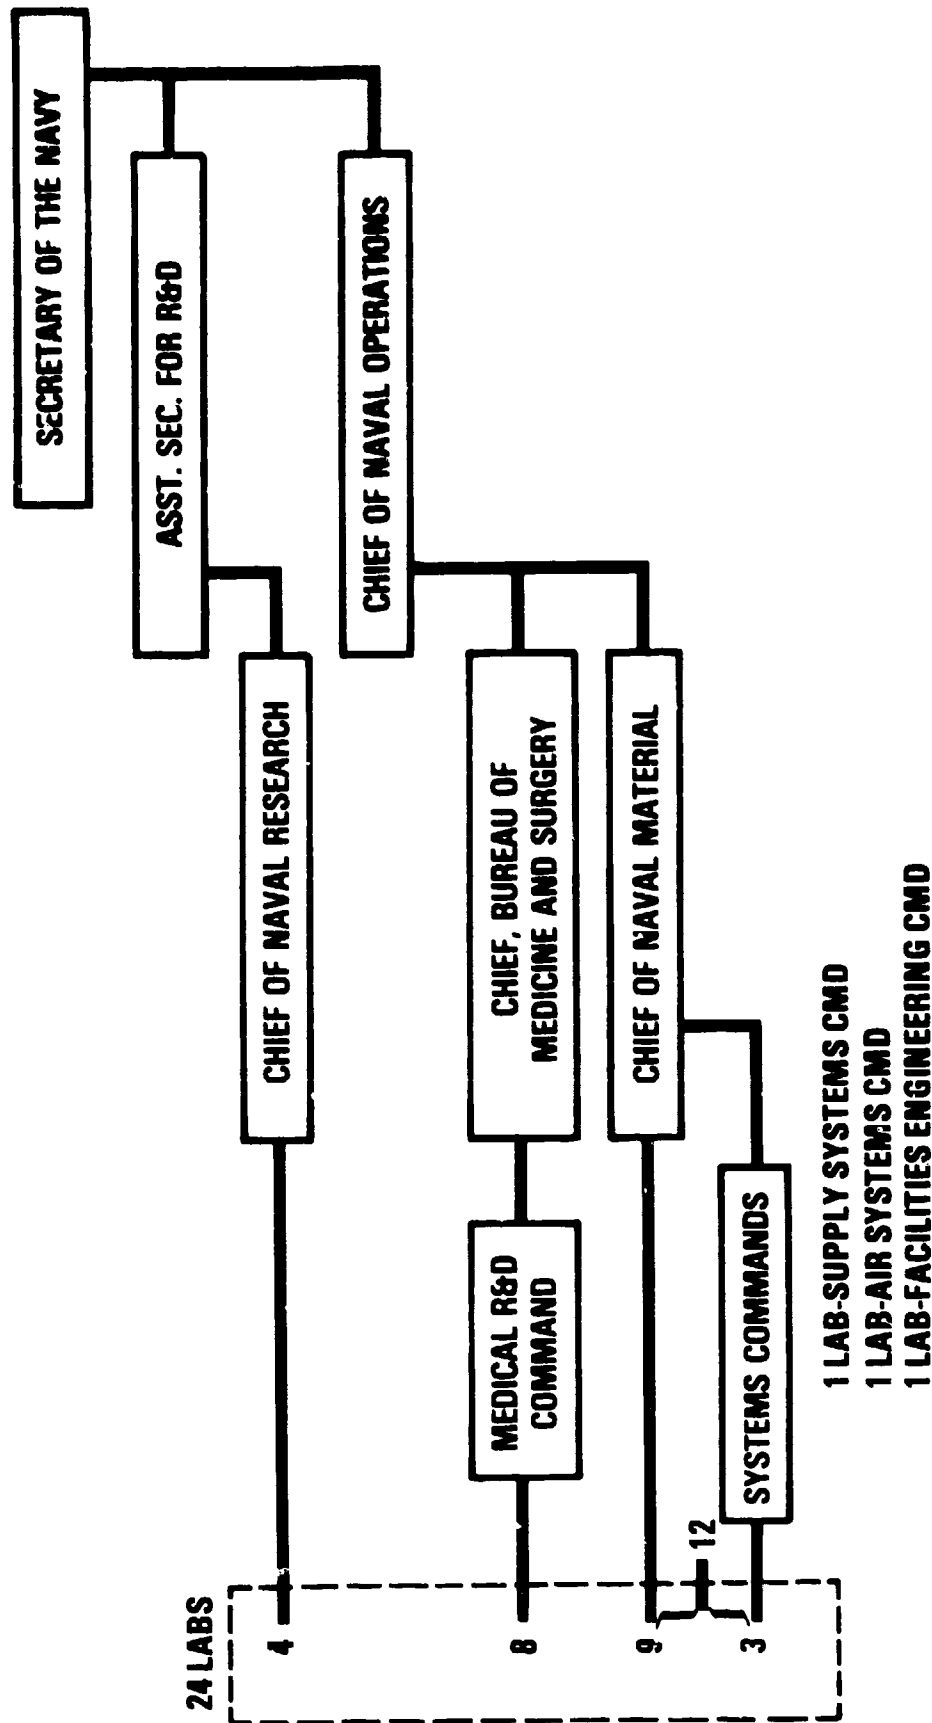 SECRETARY OF THE NAVY
ASST. SEC. FOR R&D
CHIEF OF NAVAL OPERATIONS
CHIEF OF NAVAL RESEARCH
CHIEF, BUREAU OF
MEDICINE AND SURGERY
CHIEF OF NAVAL MATERIAL
MEDICAL R&D
COMMAND
SYSTEMS COMMANDS
24 LABS
4
8
9
12
3
1 LAB-SUPPLY SYSTEMS CMD
1 LAB-AIR SYSTEMS CMD
1 LAB-FACILITIES ENGINEERING CMD